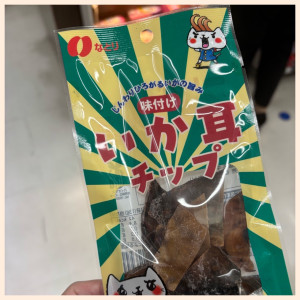 なとり
じんわりひろがるいかの旨み
味付け
いか耳
チップ